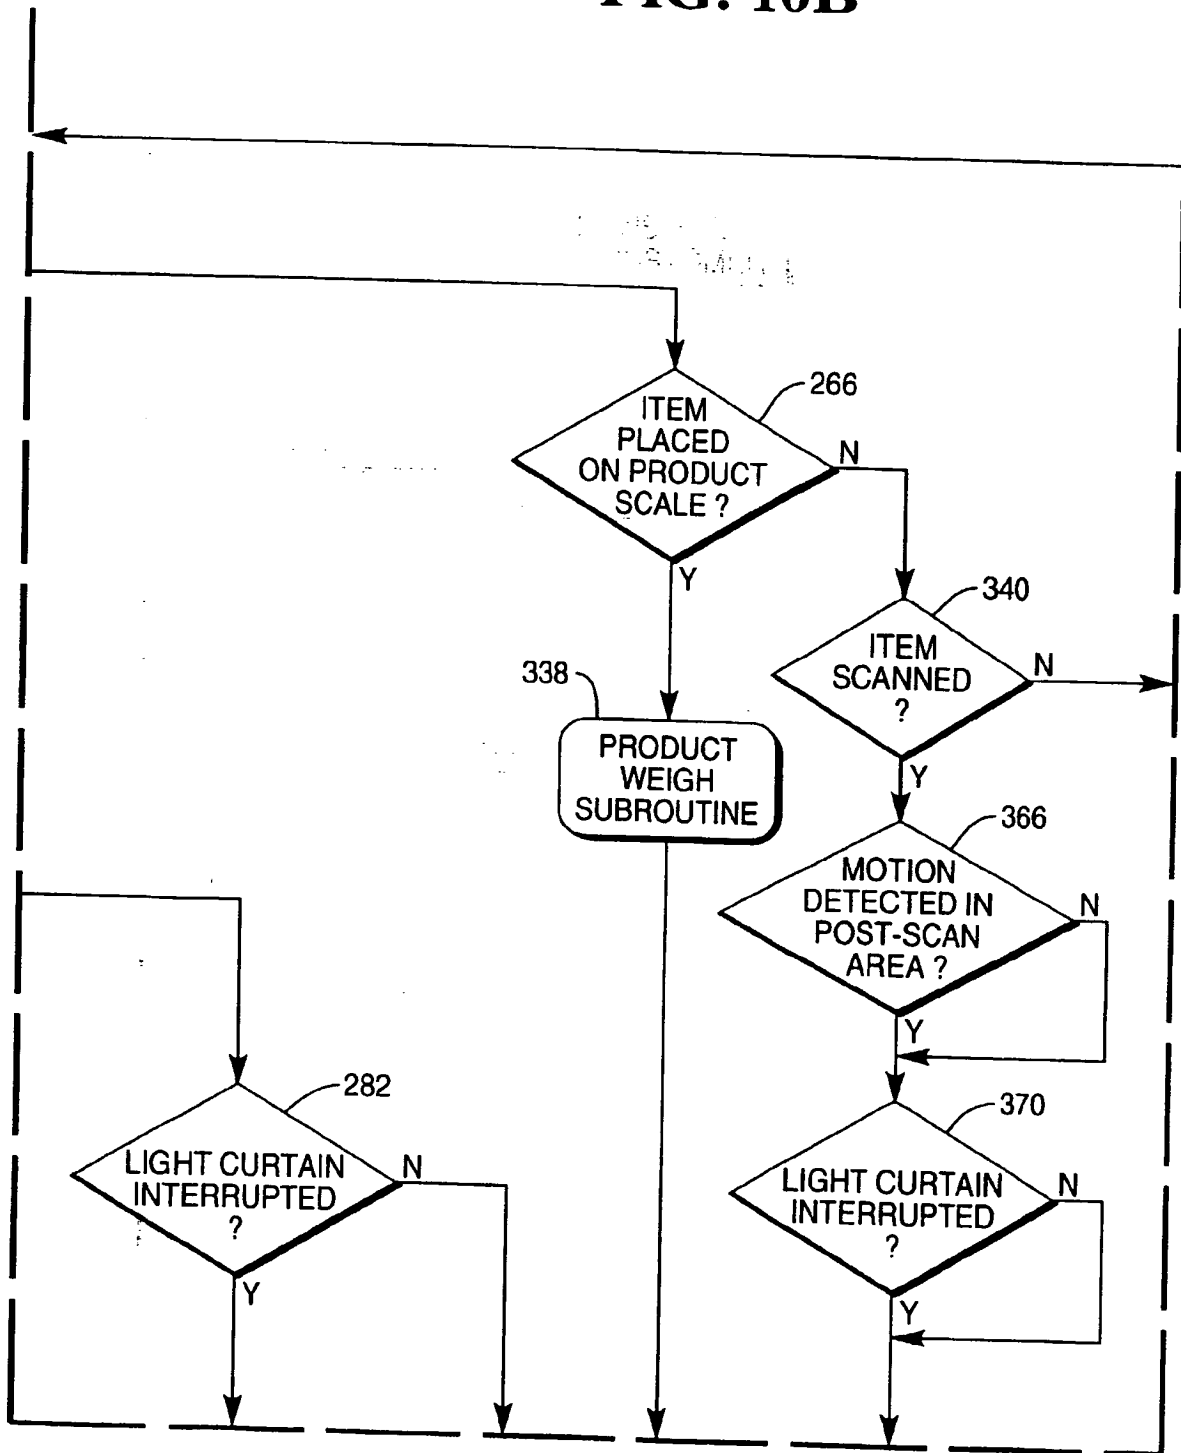 FIG. 10B
266
ITEM
PLACED
ON PRODUCT
SCALE ?
N
Y
340
ITEM
SCANNED
?
N
Y
338
PRODUCT
WEIGH
SUBROUTINE
366
MOTION
DETECTED IN
POST-SCAN
AREA ?
N
Y
282
LIGHT CURTAIN
INTERRUPTED
?
N
Y
370
LIGHT CURTAIN
INTERRUPTED
?
N
Y